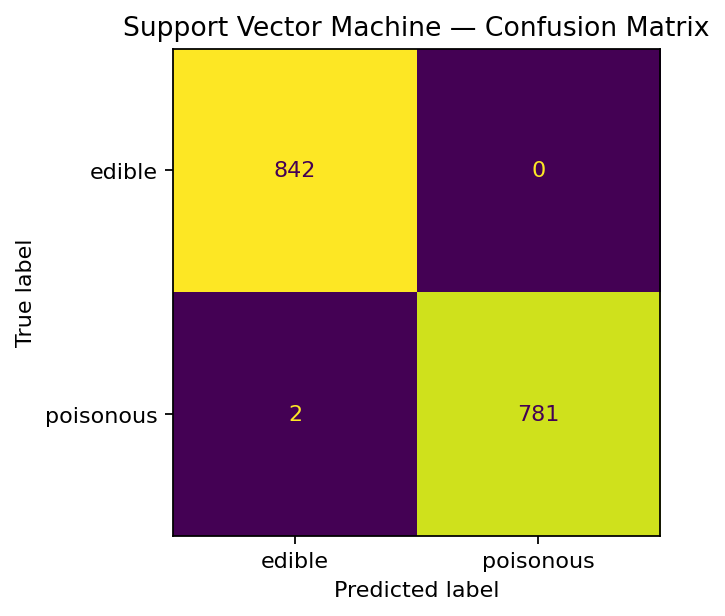 Support Vector Machine — Confusion Matrix
edible
842
0
True label
poisonous
2
781
edible
poisonous
Predicted label